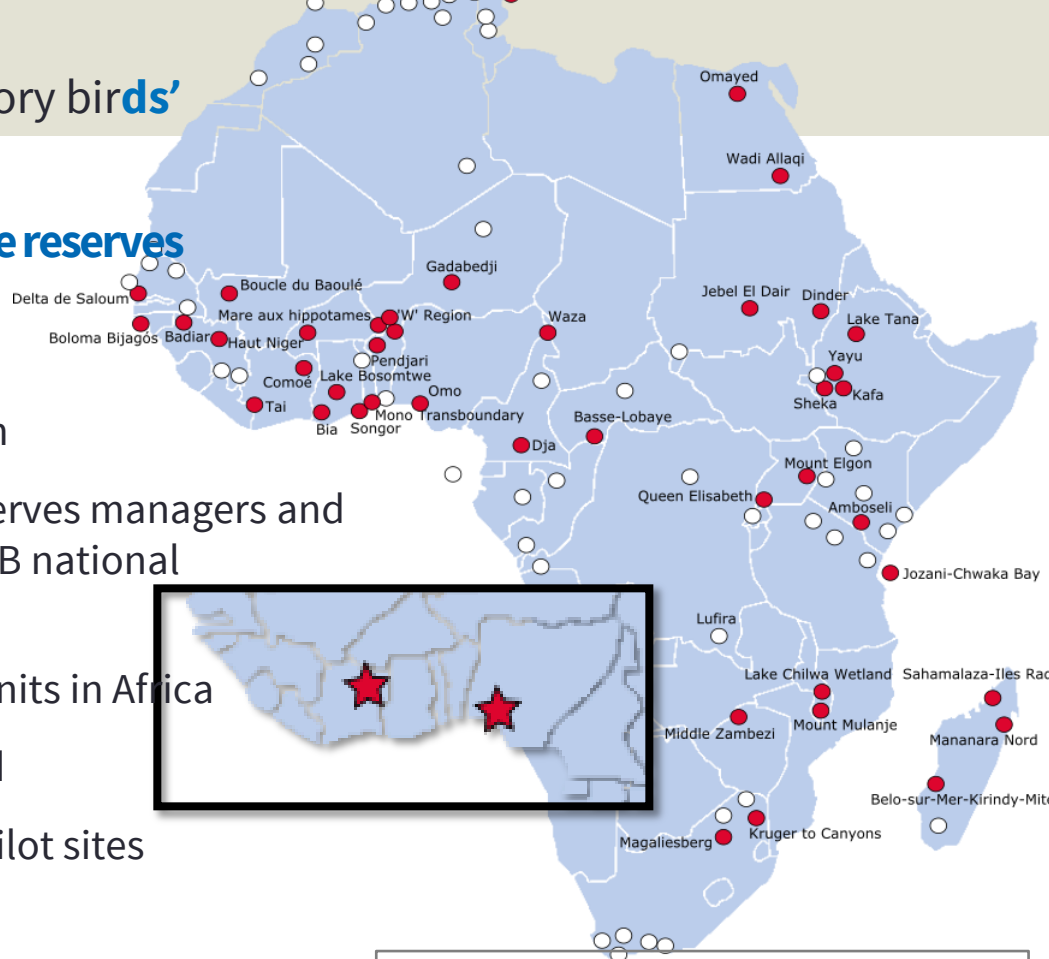 ory birds’
e reserves
n
erves managers and
B national
nits in Africa
d
ilot sites
Omayed
Wadi Allaqi
Gadabedji
Boucle du Baoulé
Delta de Saloum
Jebel El Dair
Dinder
Mare aux hippotames
'W' Region
Waza
Lake Tana
Boloma Bijagós
Badiar
Haut Niger
Pendjari
Yayu
Comoé
Lake Bosomtwe
Omo
Sheka
Kafa
Tai
Mono Transboundary
Bia
Songor
Basse-Lobaye
Dja
Mount Elgon
Queen Elisabeth
Amboseli
Jozani-Chwaka Bay
Lufira
Lake Chilwa Wetland
Sahamalaza-Iles Rad
Middle Zambezi
Mount Mulanje
Mananara Nord
Belo-sur-Mer-Kirindy-Mite
Magaliesberg
Kruger to Canyons